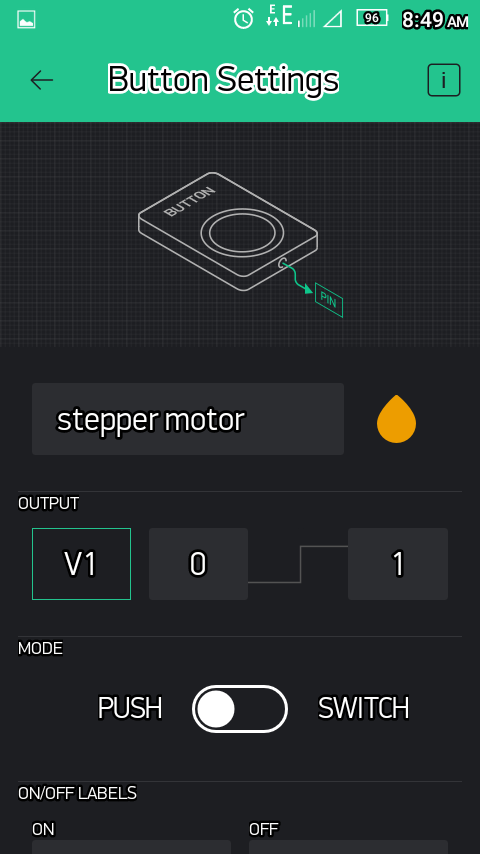 E E 96 8:49 AM
Button Settings
i
BUTTON
PIN
stepper motor
OUTPUT
V1 0 1
MODE
PUSH SWITCH
ON/OFF LABELS
ON OFF